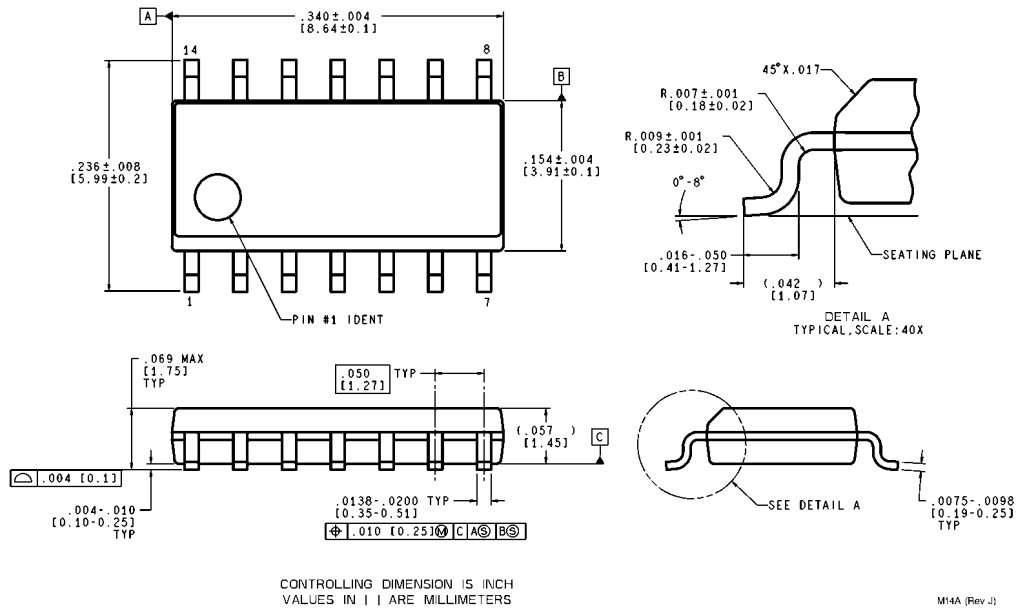 A
.340±.004
[8.64±0.1]
14
8
B
.236±.008
[5.99±0.2]
.154±.004
[3.91±0.1]
1
7
PIN #1 IDENT
45°X.017
R.007±.001
[0.18±0.02]
R.009±.001
[0.23±0.02]
0°-8°
SEATING PLANE
.016-.050
[0.41-1.27]
(.042 )
[1.07]
DETAIL A
TYPICAL,SCALE:40X
.069 MAX
[1.75]
TYP
.050 TYP
[1.27]
(.057 )
[1.45]
C
.004 [0.1]
.004-.010
[0.10-0.25]
TYP
.0138-.0200 TYP
[0.35-0.51]
⌖ .010 [0.25]Ⓜ C AⓈ BⓈ
SEE DETAIL A
.0075-.0098
[0.19-0.25]
TYP
CONTROLLING DIMENSION IS INCH
VALUES IN [ ] ARE MILLIMETERS
M14A (Rev J)